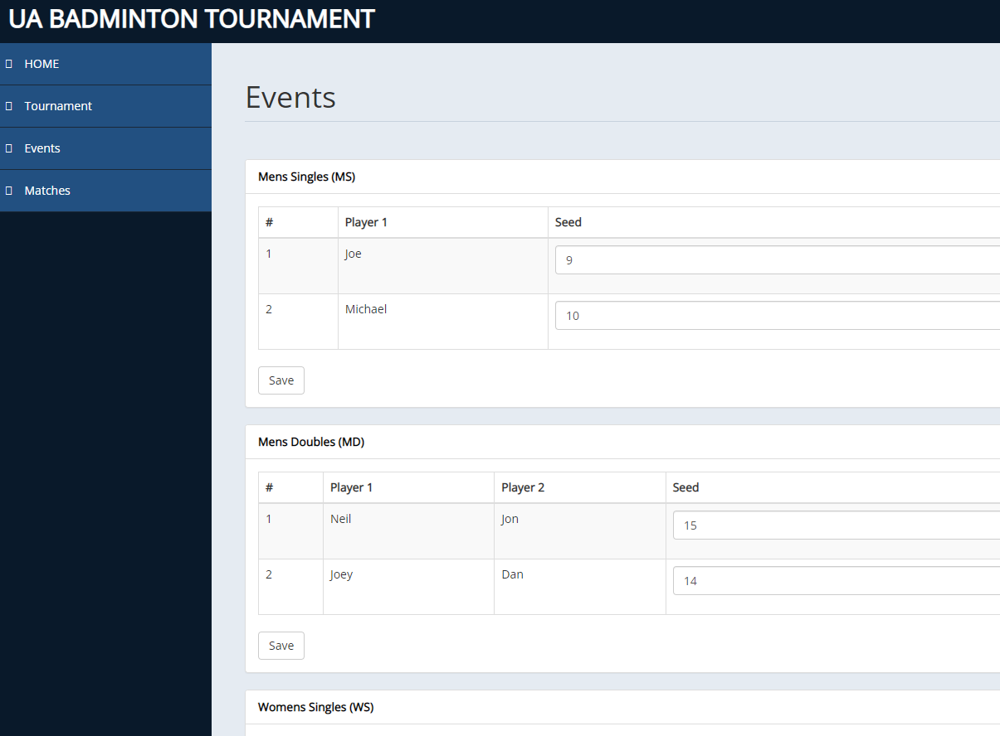 UA BADMINTON TOURNAMENT
HOME
Tournament
Events
Matches
Events
Mens Singles (MS)
# Player 1 Seed
1 Joe 9
2 Michael 10
Save
Mens Doubles (MD)
# Player 1 Player 2 Seed
1 Neil Jon 15
2 Joey Dan 14
Save
Womens Singles (WS)